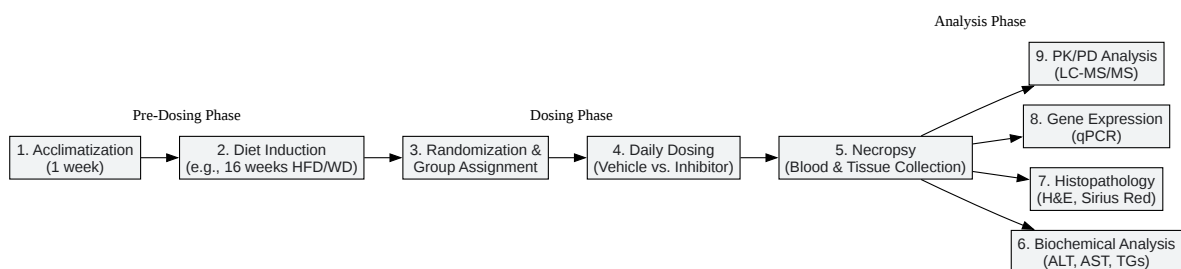 Analysis Phase
9. PK/PD Analysis
(LC-MS/MS)
Pre-Dosing Phase
Dosing Phase
8. Gene Expression
(qPCR)
1. Acclimatization
(1 week)
2. Diet Induction
(e.g., 16 weeks HFD/WD)
3. Randomization &
Group Assignment
4. Daily Dosing
(Vehicle vs. Inhibitor)
5. Necropsy
(Blood & Tissue Collection)
7. Histopathology
(H&E, Sirius Red)
6. Biochemical Analysis
(ALT, AST, TGs)